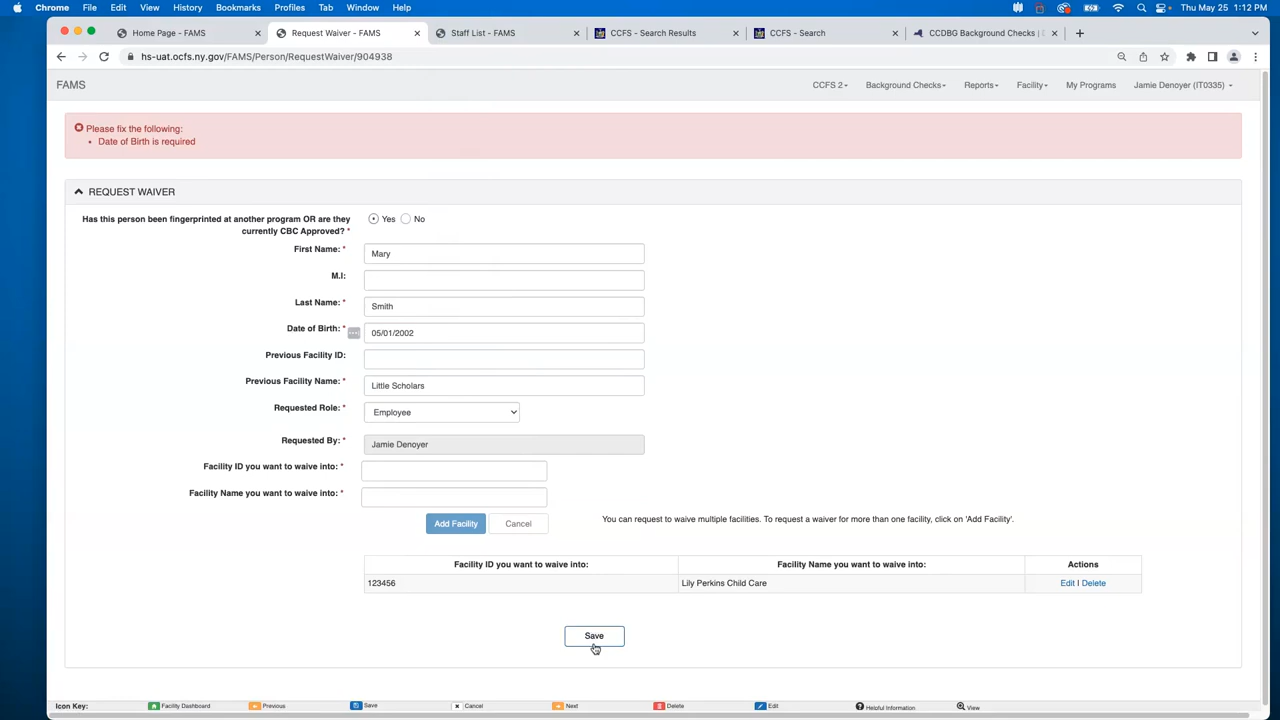 Chrome File Edit View History Bookmarks Profiles Tab Window Help Thu May 25 1:12 PM
Home Page - FAMS Request Waiver - FAMS Staff List - FAMS CCFS - Search Results CCFS - Search CCDBG Background Checks | D
hs-uat.ocfs.ny.gov/FAMS/Person/RequestWaiver/904938
FAMS CCFS 2 Background Checks Reports Facility My Programs Jamie Denoyer (IT0335)
Please fix the following:
• Date of Birth is required
REQUEST WAIVER
Has this person been fingerprinted at another program OR are they
currently CBC Approved? * Yes No
First Name: * Mary
M.I:
Last Name: * Smith
Date of Birth: * 05/01/2002
Previous Facility ID:
Previous Facility Name: * Little Scholars
Requested Role: * Employee
Requested By: * Jamie Denoyer
Facility ID you want to waive into: *
Facility Name you want to waive into: *
Add Facility Cancel You can request to waive multiple facilities. To request a waiver for more than one facility, click on 'Add Facility'.
Facility ID you want to waive into: Facility Name you want to waive into: Actions
123456 Lily Perkins Child Care Edit | Delete
Save
Icon Key: Facility Dashboard Previous Save Cancel Next Delete Edit Helpful Information View